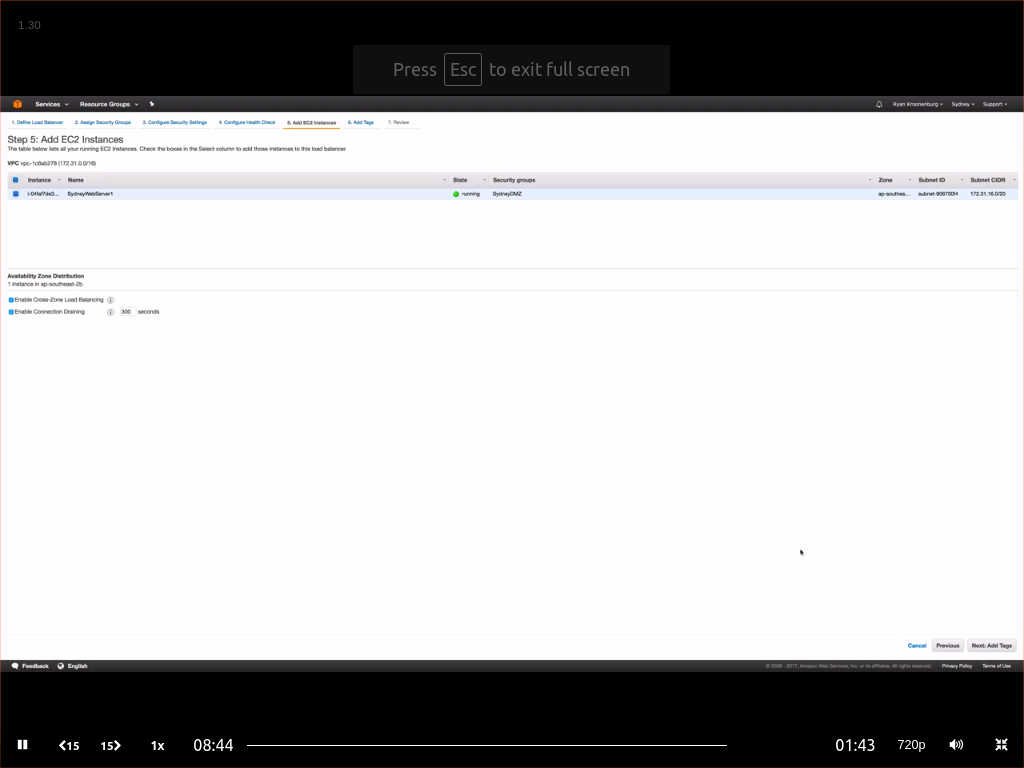 1.30
Press Esc to exit full screen
Services Resource Groups Ryan Kroonenburg Sydney Support
1. Define Load Balancer 2. Assign Security Groups 3. Configure Security Settings 4. Configure Health Check 5. Add EC2 Instances 6. Add Tags 7. Review
Step 5: Add EC2 Instances
The table below lists all your running EC2 Instances. Check the boxes in the Select column to add those instances to this load balancer.
VPC vpc-1c6ab278 (172.31.0.0/16)
Instance Name State Security groups Zone Subnet ID Subnet CIDR
SydneyWebServer1 running SydneyDMZ ap-southea... 172.31.16.0/20
Availability Zone Distribution
1 instance in ap-southeast-2b
Enable Cross-Zone Load Balancing
Enable Connection Draining 300 seconds
Cancel Previous Next: Add Tags
Feedback English © 2008 - 2017, Amazon Web Services, Inc. or its affiliates. All rights reserved. Privacy Policy Terms of Use
15 15 1x 08:44 01:43 720p